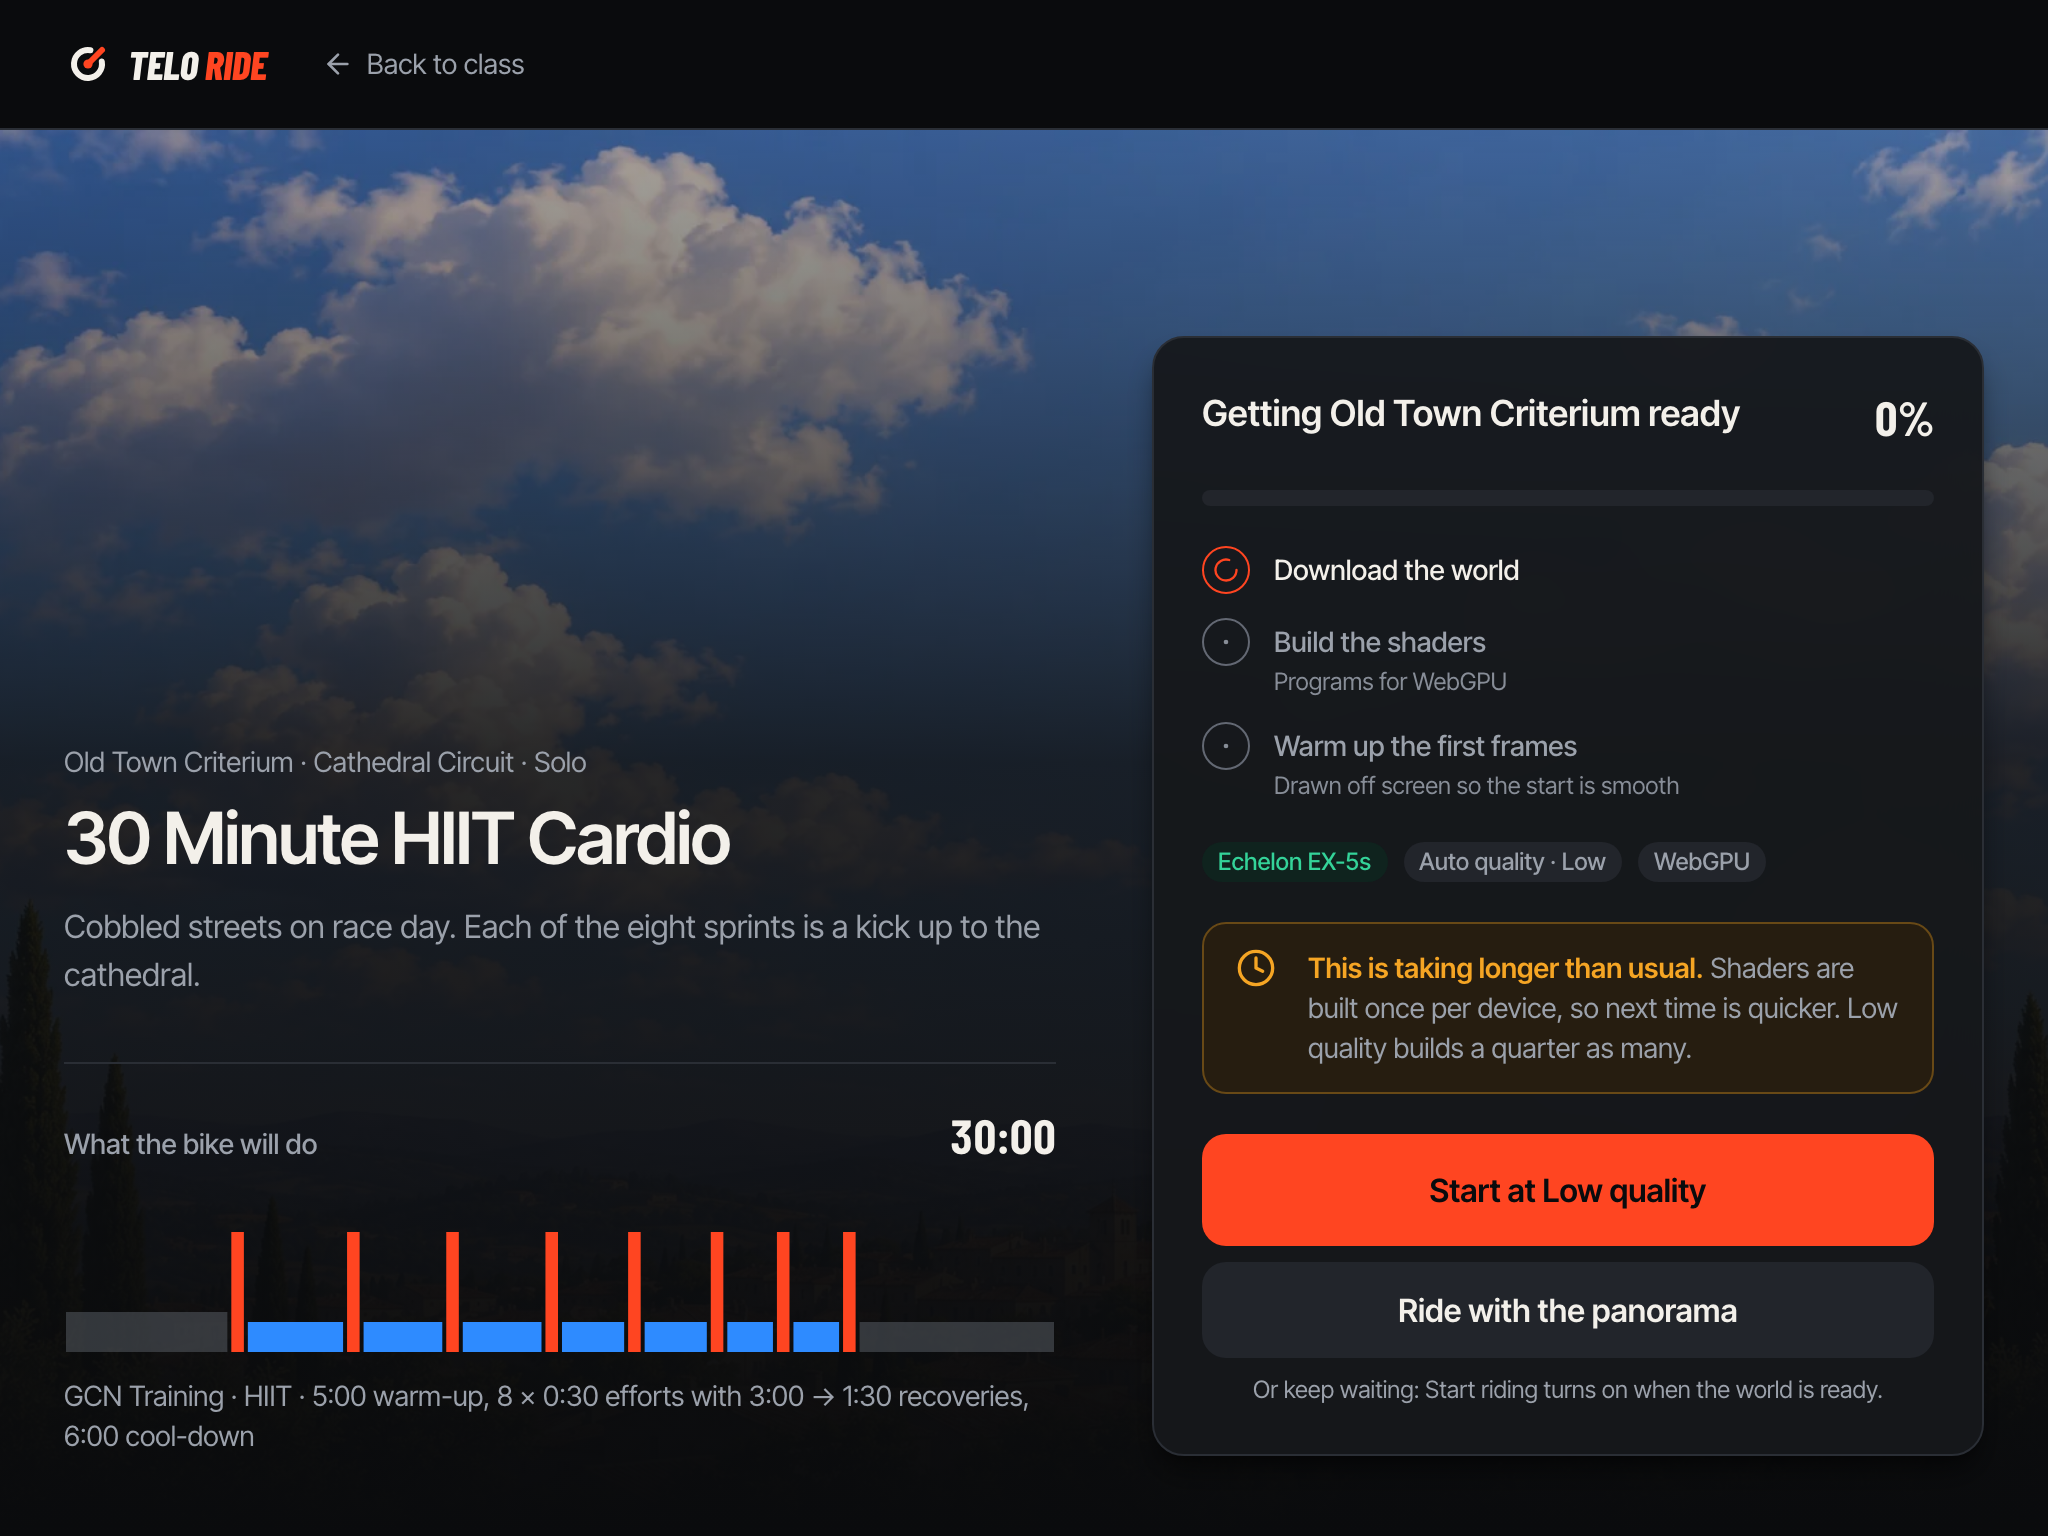 TELO RIDE
Back to class
Old Town Criterium · Cathedral Circuit · Solo
30 Minute HIIT Cardio
Cobbled streets on race day. Each of the eight sprints is a kick up to the
cathedral.
What the bike will do
30:00
GCN Training · HIIT · 5:00 warm-up, 8 × 0:30 efforts with 3:00 → 1:30 recoveries,
6:00 cool-down
Getting Old Town Criterium ready
0%
Download the world
Build the shaders
Programs for WebGPU
Warm up the first frames
Drawn off screen so the start is smooth
Echelon EX-5s
Auto quality · Low
WebGPU
This is taking longer than usual. Shaders are
built once per device, so next time is quicker. Low
quality builds a quarter as many.
Start at Low quality
Ride with the panorama
Or keep waiting: Start riding turns on when the world is ready.